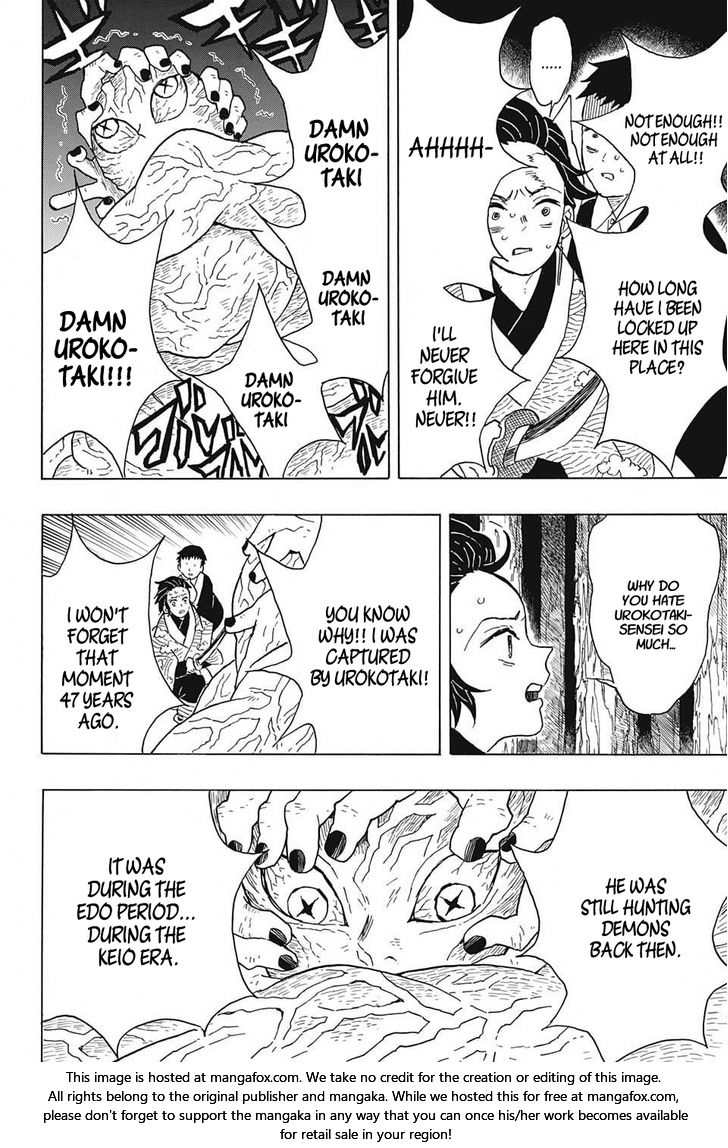 .....
NOT ENOUGH!!
NOT ENOUGH
AT ALL!!
AHHHH-
HOW LONG
HAVE I BEEN
LOCKED UP
HERE IN THIS
PLACE?
I'LL
NEVER
FORGIVE
HIM.
NEVER!!
DAMN
UROKO-
TAKI
DAMN
UROKO-
TAKI
DAMN
UROKO-
TAKI
DAMN
UROKO-
TAKI!!!
WHY DO
YOU HATE
UROKOTAKI-
SENSEI SO
MUCH...
YOU KNOW
WHY!! I WAS
CAPTURED
BY UROKOTAKI!
I WON'T
FORGET
THAT
MOMENT
47 YEARS
AGO.
HE WAS
STILL HUNTING
DEMONS
BACK THEN.
IT WAS
DURING THE
EDO PERIOD...
DURING THE
KEIO ERA.
This image is hosted at mangafox.com. We take no credit for the creation or editing of this image.
All rights belong to the original publisher and mangaka. While we hosted this for free at mangafox.com,
please don't forget to support the mangaka in any way that you can once his/her work becomes available
for retail sale in your region!